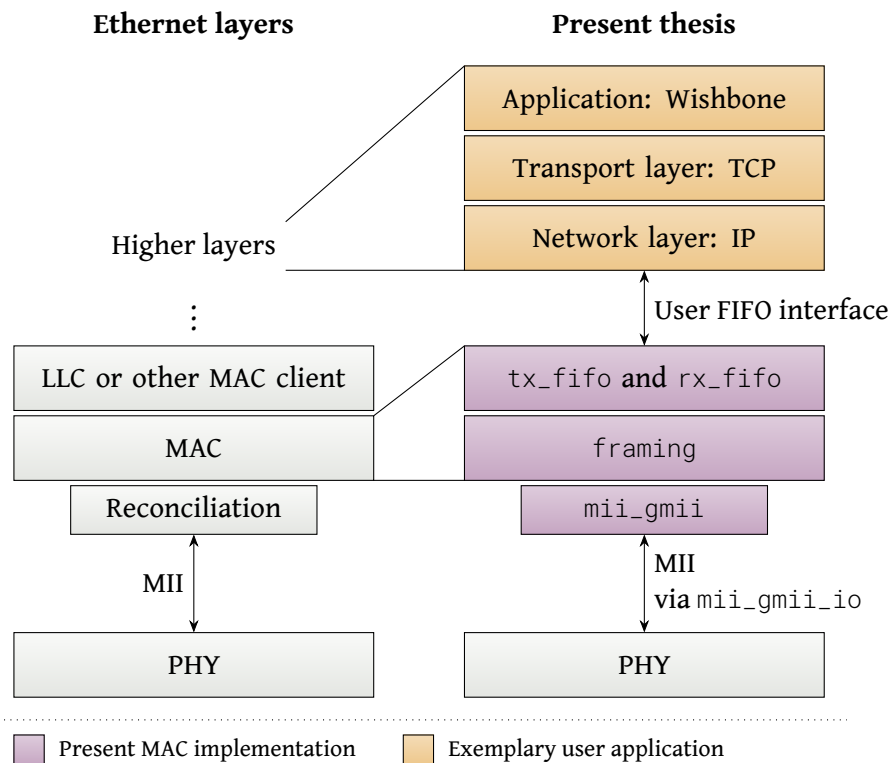 Ethernet layers
Present thesis
Application: Wishbone
Transport layer: TCP
Higher layers
Network layer: IP
⋮
User FIFO interface
LLC or other MAC client
tx_fifo and rx_fifo
MAC
framing
Reconciliation
mii_gmii
MII
MII
via mii_gmii_io
PHY
PHY
Present MAC implementation
Exemplary user application